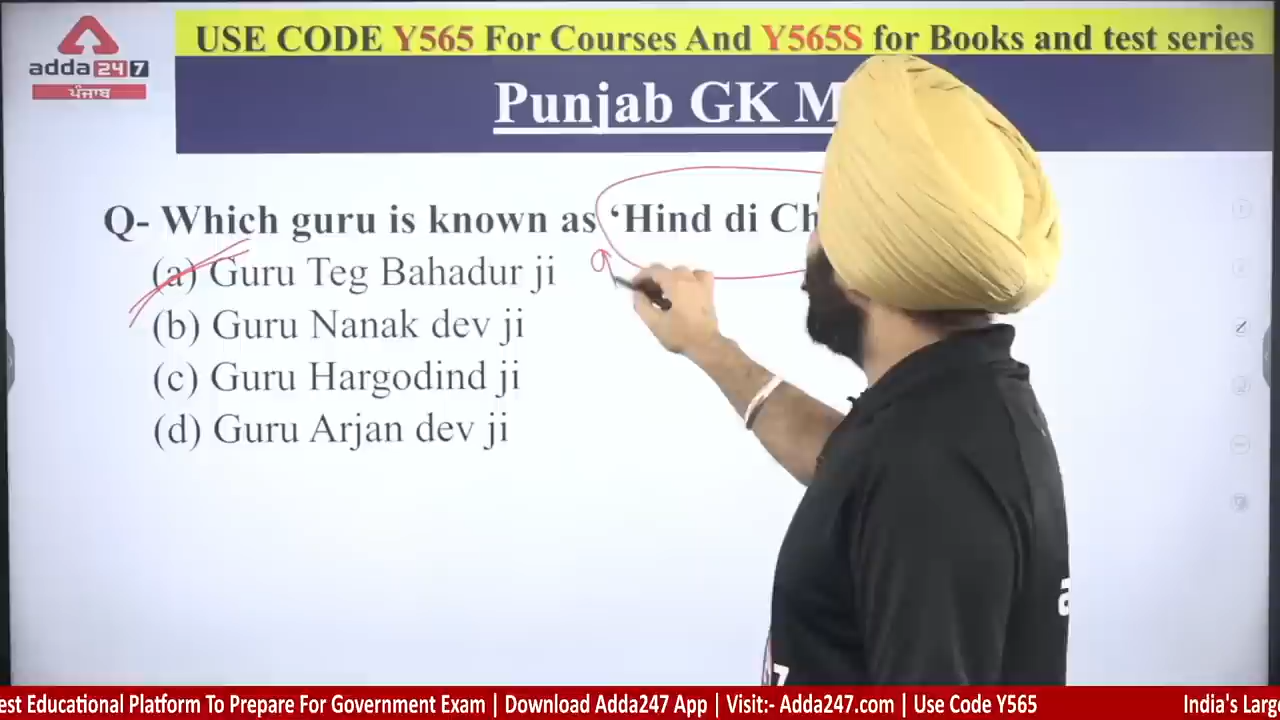 USE CODE Y565 For Courses And Y565S for Books and test series
adda247
ਪੰਜਾਬ
Punjab GK M
Q- Which guru is known as ‘Hind di Ch
(a) Guru Teg Bahadur ji
(b) Guru Nanak dev ji
(c) Guru Hargodind ji
(d) Guru Arjan dev ji
9
a
7
est Educational Platform To Prepare For Government Exam | Download Adda247 App | Visit:- Adda247.com | Use Code Y565 India's Larg